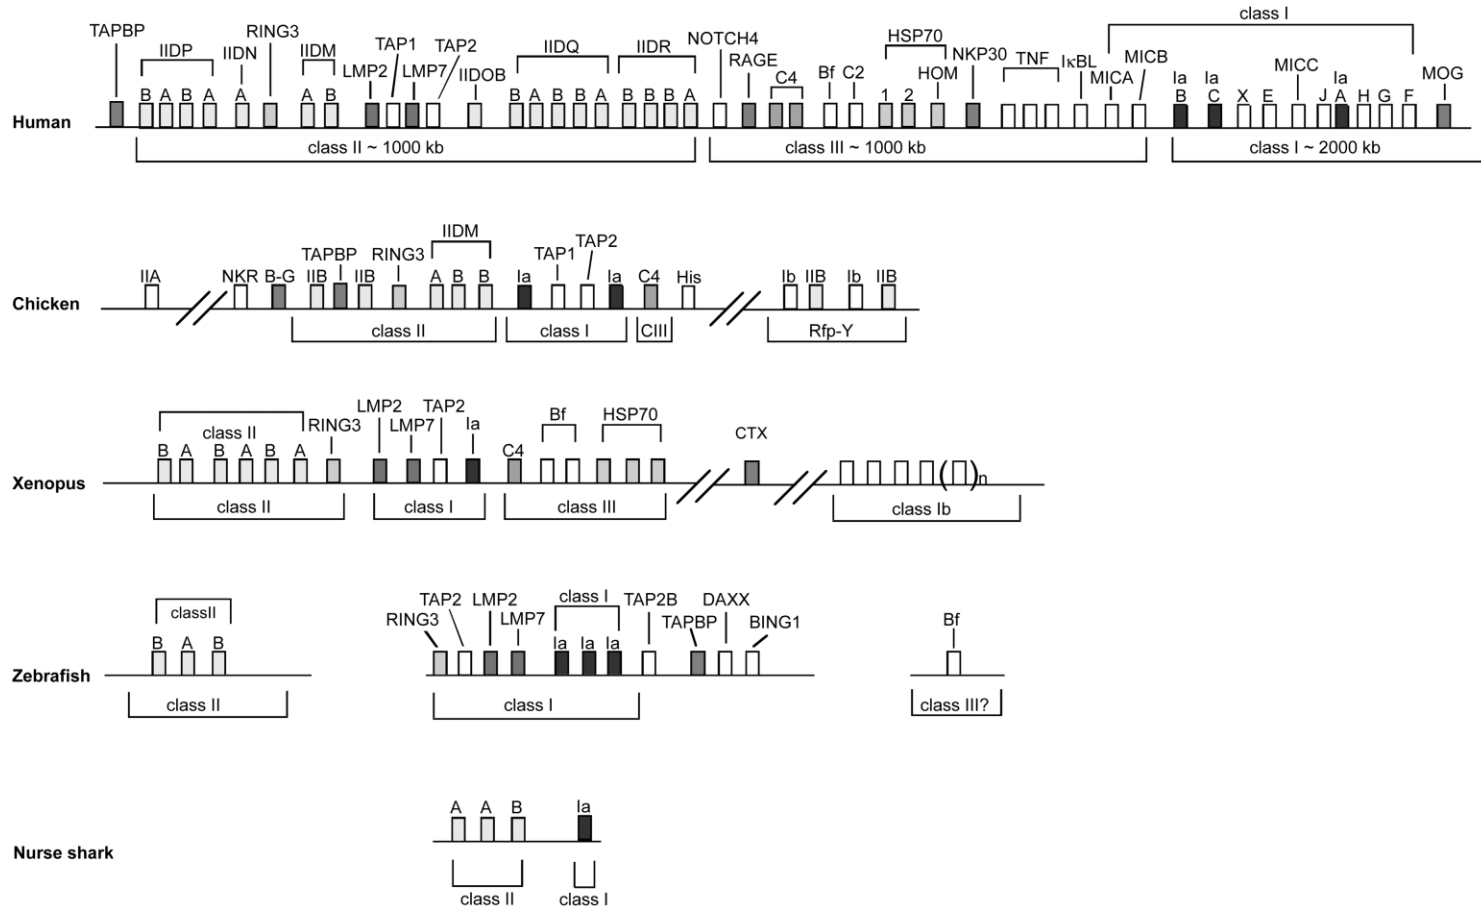 class I
TAPBP IIDP IIDN RING3 IIDM TAP1 TAP2 IIDQ IIDR NOTCH4 HSP70 NKP30 TNF IκBL MICB
LMP2 LMP7 IIDOB RAGE C4 Bf C2 HOM MICA Ia Ia MICC Ia MOG
B A B A A A B B A B B A B B B A 1 2 B C X E J A H G F
Human
class II ~ 1000 kb class III ~ 1000 kb class I ~ 2000 kb
IIDM
TAPBP RING3 TAP1 TAP2
IIA NKR B-G IIB IIB A B B Ia Ia C4 His Ib IIB Ib IIB
Chicken
class II class I CIII Rfp-Y
LMP2 TAP2 Ia Bf HSP70
class II RING3 LMP7 CTX
B A B A B A C4
Xenopus ( )n
class II class I class III class Ib
classII TAP2 LMP2 class I TAP2B DAXX
RING3 LMP7 TAPBP BING1 Bf
B A B Ia Ia Ia
Zebrafish
class II class I class III?
A A B Ia
Nurse shark
class II class I